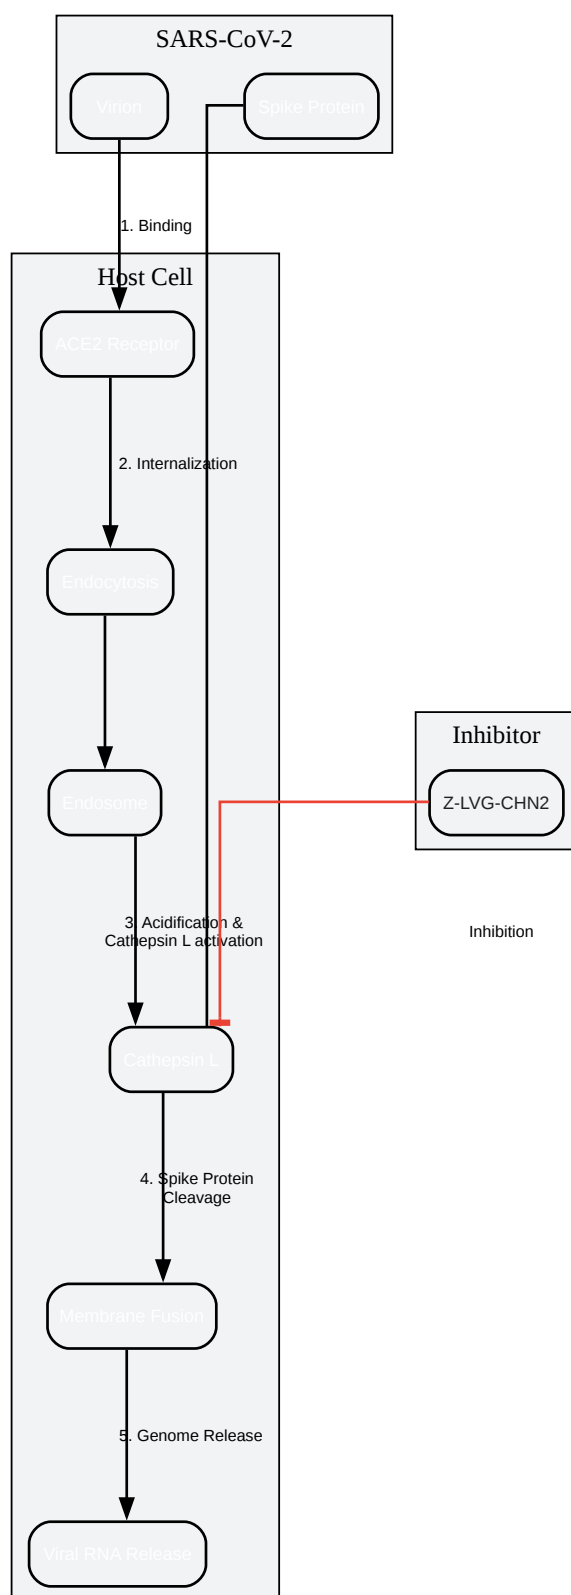 SARS-CoV-2
Virion
Spike Protein
1. Binding
Host Cell
ACE2 Receptor
2. Internalization
Endocytosis
Inhibitor
Endosome
Z-LVG-CHN2
3. Acidification &
Cathepsin L activation
Inhibition
Cathepsin L
4. Spike Protein
Cleavage
Membrane Fusion
5. Genome Release
Viral RNA Release